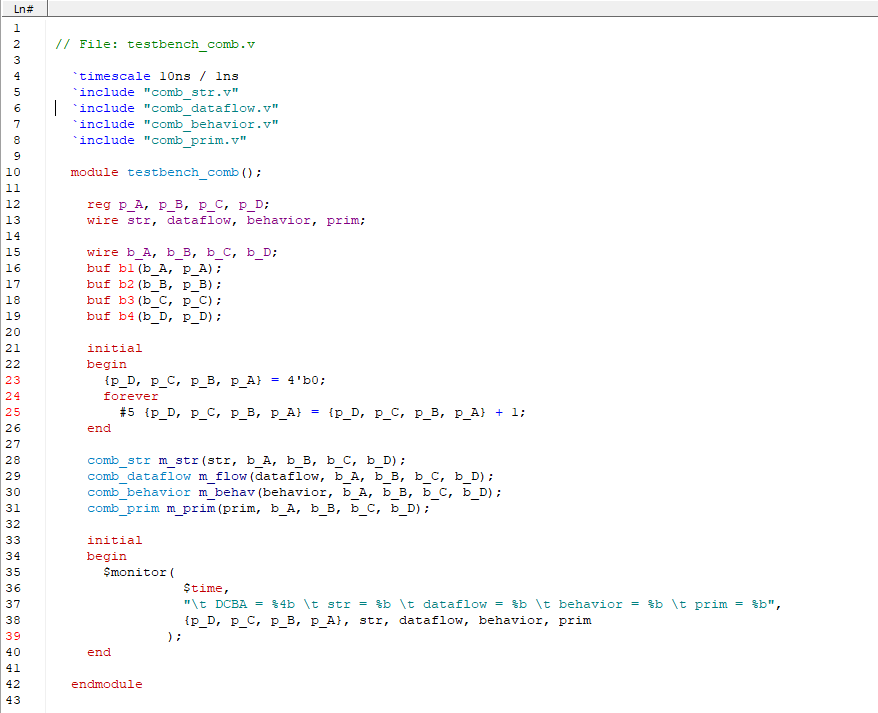 Ln#
1
2 // File: testbench_comb.v
3
4 `timescale 10ns / 1ns
5 `include "comb_str.v"
6 `include "comb_dataflow.v"
7 `include "comb_behavior.v"
8 `include "comb_prim.v"
9
10 module testbench_comb();
11
12 reg p_A, p_B, p_C, p_D;
13 wire str, dataflow, behavior, prim;
14
15 wire b_A, b_B, b_C, b_D;
16 buf b1(b_A, p_A);
17 buf b2(b_B, p_B);
18 buf b3(b_C, p_C);
19 buf b4(b_D, p_D);
20
21 initial
22 begin
23 {p_D, p_C, p_B, p_A} = 4'b0;
24 forever
25 #5 {p_D, p_C, p_B, p_A} = {p_D, p_C, p_B, p_A} + 1;
26 end
27
28 comb_str m_str(str, b_A, b_B, b_C, b_D);
29 comb_dataflow m_flow(dataflow, b_A, b_B, b_C, b_D);
30 comb_behavior m_behav(behavior, b_A, b_B, b_C, b_D);
31 comb_prim m_prim(prim, b_A, b_B, b_C, b_D);
32
33 initial
34 begin
35 $monitor(
36 $time,
37 "\t DCBA = %4b \t str = %b \t dataflow = %b \t behavior = %b \t prim = %b",
38 {p_D, p_C, p_B, p_A}, str, dataflow, behavior, prim
39 );
40 end
41
42 endmodule
43